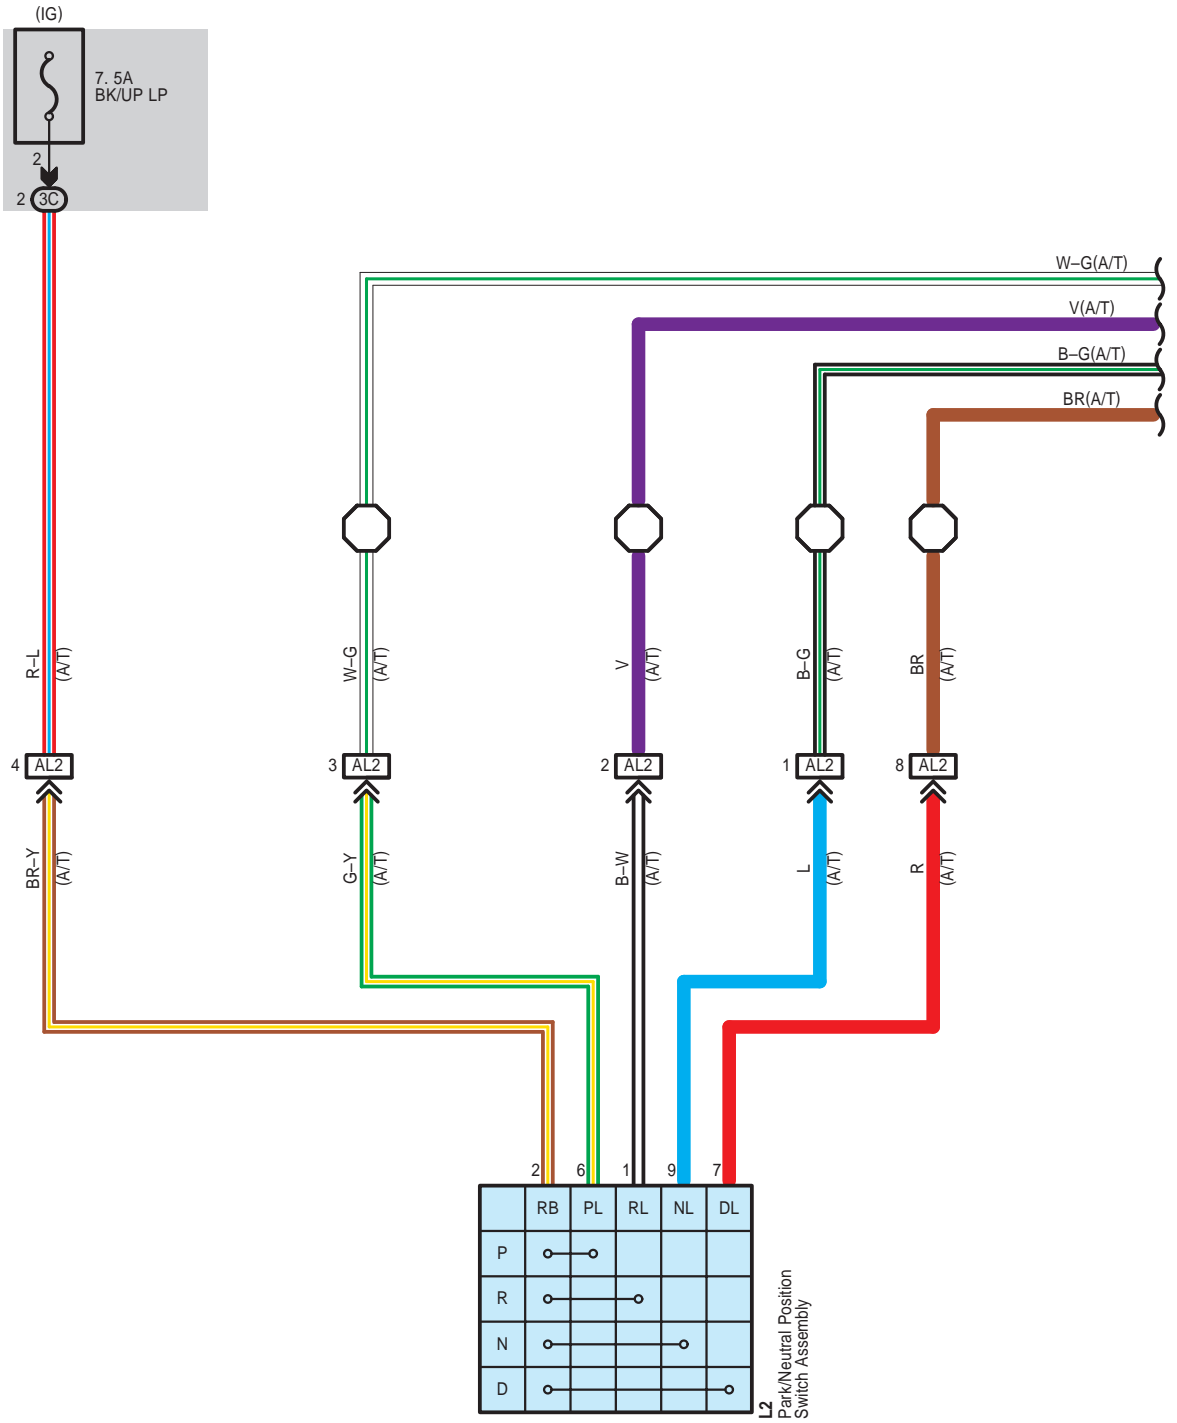 (IG)
7. 5A
BK/UP LP
2
2 3C
W–G(A/T)
V(A/T)
B–G(A/T)
BR(A/T)
R–L
(A/T)
W–G
(A/T)
V
(A/T)
B–G
(A/T)
BR
(A/T)
4 AL2
3 AL2
2 AL2
1 AL2
8 AL2
BR–Y
(A/T)
G–Y
(A/T)
B–W
(A/T)
L
(A/T)
R
(A/T)
2 6 1 9 7
RB PL RL NL DL
P
R
N
D
L2
Park/Neutral Position
Switch Assembly